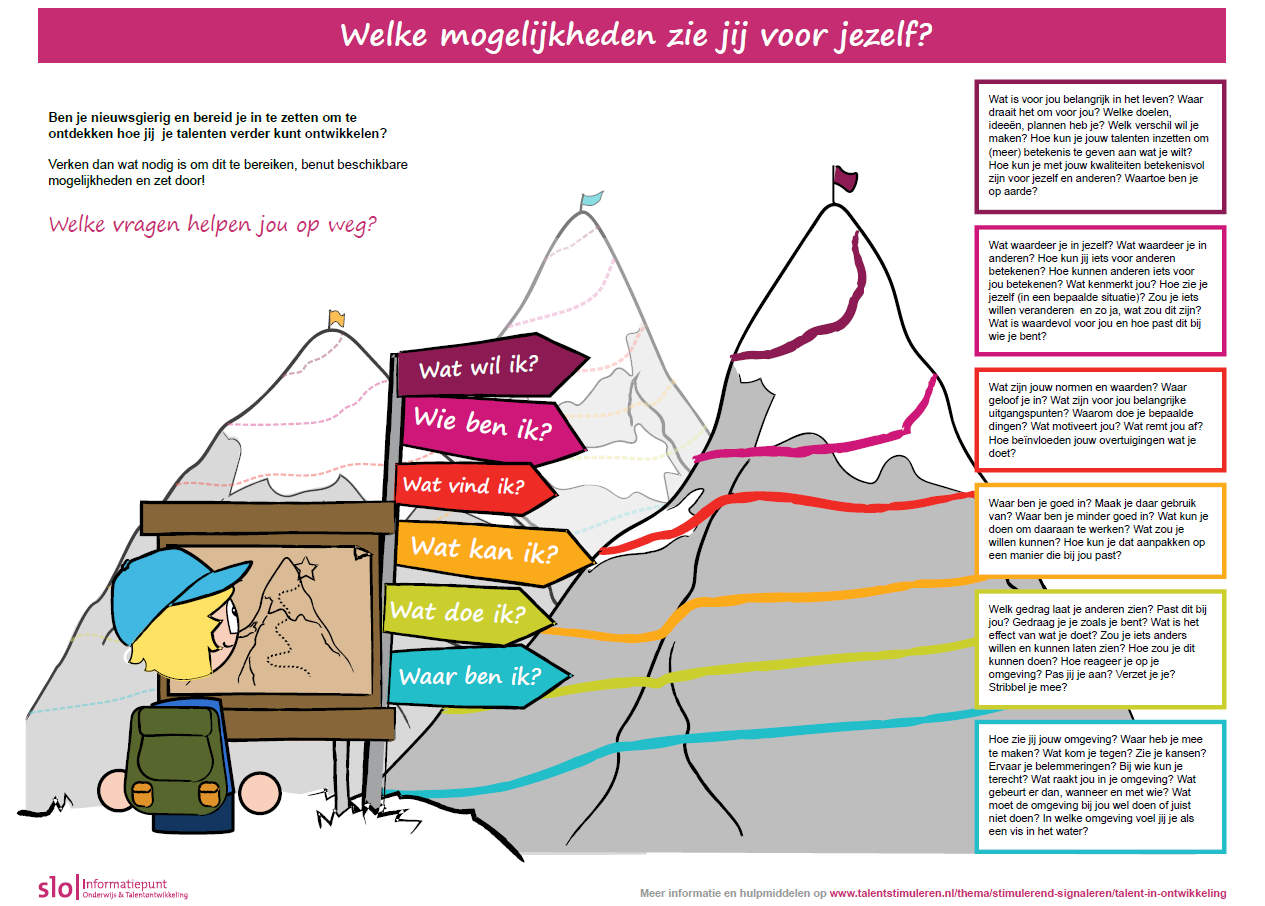 Welke mogelijkheden zie jij voor jezelf?
Ben je nieuwsgierig en bereid je in te zetten om te
ontdekken hoe jij je talenten verder kunt ontwikkelen?
Verken dan wat nodig is om dit te bereiken, benut beschikbare
mogelijkheden en zet door!
Welke vragen helpen jou op weg?
Wat wil ik?
Wie ben ik?
Wat vind ik?
Wat kan ik?
Wat doe ik?
Waar ben ik?
Wat is voor jou belangrijk in het leven? Waar
draait het om voor jou? Welke doelen,
ideeën, plannen heb je? Welk verschil wil je
maken? Hoe kun je jouw talenten inzetten om
(meer) betekenis te geven aan wat je wilt?
Hoe kun je met jouw kwaliteiten betekenisvol
zijn voor jezelf en anderen? Waartoe ben je
op aarde?
Wat waardeer je in jezelf? Wat waardeer je in
anderen? Hoe kun jij iets voor anderen
betekenen? Hoe kunnen anderen iets voor
jou betekenen? Wat kenmerkt jou? Hoe zie je
jezelf (in een bepaalde situatie)? Zou je iets
willen veranderen en zo ja, wat zou dit zijn?
Wat is waardevol voor jou en hoe past dit bij
wie je bent?
Wat zijn jouw normen en waarden? Waar
geloof je in? Wat zijn voor jou belangrijke
uitgangspunten? Waarom doe je bepaalde
dingen? Wat motiveert jou? Wat remt jou af?
Hoe beïnvloeden jouw overtuigingen wat je
doet?
Waar ben je goed in? Maak je daar gebruik
van? Waar ben je minder goed in? Wat kun je
doen om daaraan te werken? Wat zou je
willen kunnen? Hoe kun je dat aanpakken op
een manier die bij jou past?
Welk gedrag laat je anderen zien? Past dit bij
jou? Gedraag je je zoals je bent? Wat is het
effect van wat je doet? Zou je iets anders
willen en kunnen laten zien? Hoe zou je dit
kunnen doen? Hoe reageer je op je
omgeving? Pas jij je aan? Verzet je je?
Stribbel je mee?
Hoe zie jij jouw omgeving? Waar heb je mee
te maken? Wat kom je tegen? Zie je kansen?
Ervaar je belemmeringen? Bij wie kun je
terecht? Wat raakt jou in je omgeving? Wat
gebeurt er dan, wanneer en met wie? Wat
moet de omgeving bij jou wel doen of juist
niet doen? In welke omgeving voel jij je als
een vis in het water?
slo Informatiepunt
Onderwijs & Talentontwikkeling
Meer informatie en hulpmiddelen op www.talentstimuleren.nl/thema/stimulerend-signaleren/talent-in-ontwikkeling